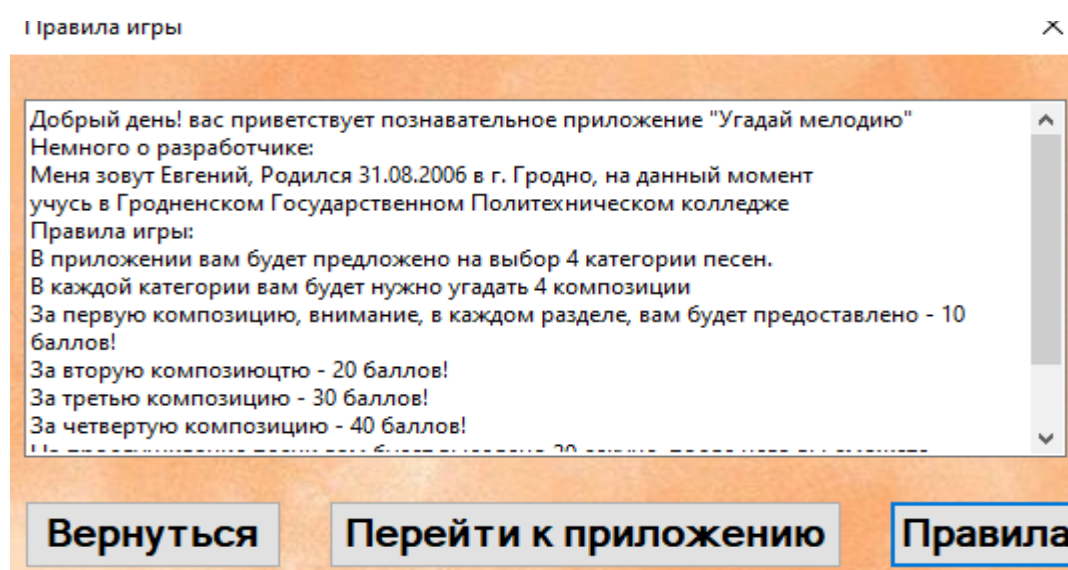 Правила игры
Добрый день! вас приветствует познавательное приложение "Угадай мелодию"
Немного о разработчике:
Меня зовут Евгений, Родился 31.08.2006 в г. Гродно, на данный момент
учусь в Гродненском Государственном Политехническом колледже
Правила игры:
В приложении вам будет предложено на выбор 4 категории песен.
В каждой категории вам будет нужно угадать 4 композиции
За первую композицию, внимание, в каждом разделе, вам будет предоставлено - 10
баллов!
За вторую композиюцтю - 20 баллов!
За третью композицию - 30 баллов!
За четвертую композицию - 40 баллов!
Вернуться
Перейти к приложению
Правила